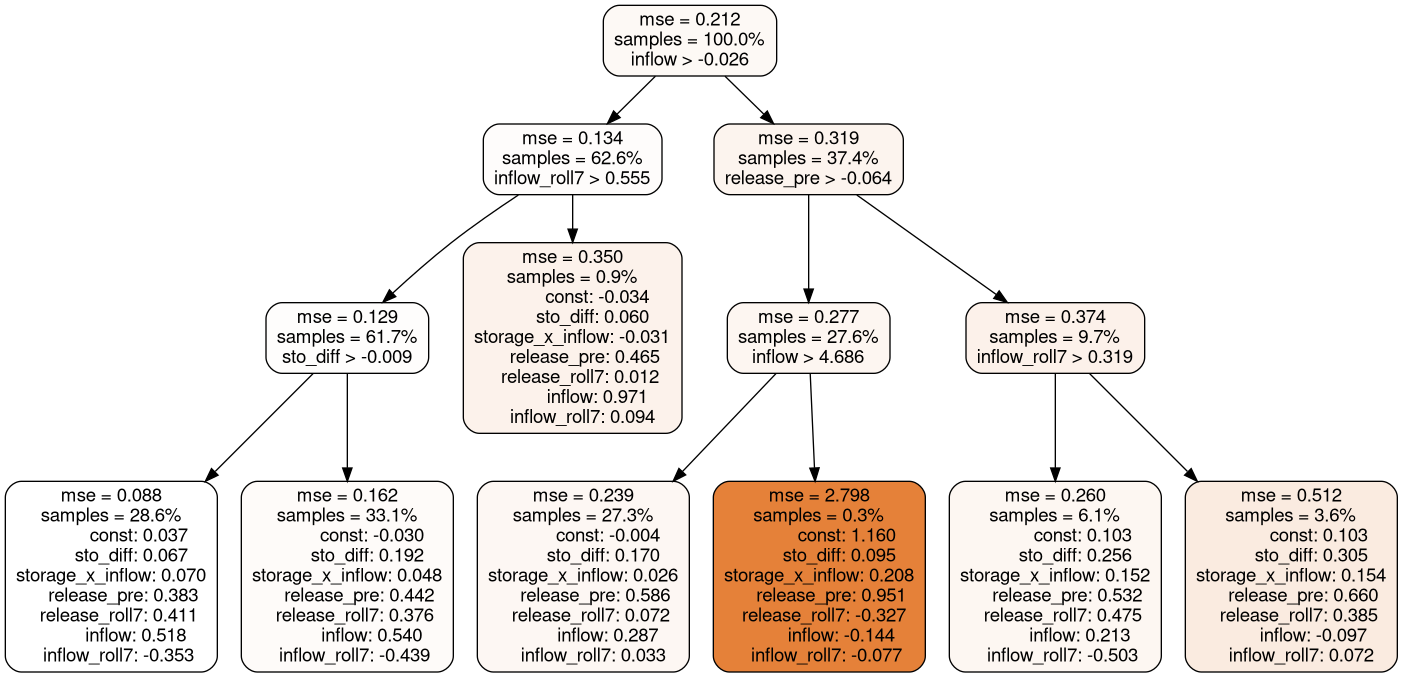 mse = 0.212
samples = 100.0%
inflow > -0.026
mse = 0.134
samples = 62.6%
inflow_roll7 > 0.555
mse = 0.319
samples = 37.4%
release_pre > -0.064
mse = 0.129
samples = 61.7%
sto_diff > -0.009
mse = 0.350
samples = 0.9%
const: -0.034
sto_diff: 0.060
storage_x_inflow: -0.031
release_pre: 0.465
release_roll7: 0.012
inflow: 0.971
inflow_roll7: 0.094
mse = 0.277
samples = 27.6%
inflow > 4.686
mse = 0.374
samples = 9.7%
inflow_roll7 > 0.319
mse = 0.088
samples = 28.6%
const: 0.037
sto_diff: 0.067
storage_x_inflow: 0.070
release_pre: 0.383
release_roll7: 0.411
inflow: 0.518
inflow_roll7: -0.353
mse = 0.162
samples = 33.1%
const: -0.030
sto_diff: 0.192
storage_x_inflow: 0.048
release_pre: 0.442
release_roll7: 0.376
inflow: 0.540
inflow_roll7: -0.439
mse = 0.239
samples = 27.3%
const: -0.004
sto_diff: 0.170
storage_x_inflow: 0.026
release_pre: 0.586
release_roll7: 0.072
inflow: 0.287
inflow_roll7: 0.033
mse = 2.798
samples = 0.3%
const: 1.160
sto_diff: 0.095
storage_x_inflow: 0.208
release_pre: 0.951
release_roll7: -0.327
inflow: -0.144
inflow_roll7: -0.077
mse = 0.260
samples = 6.1%
const: 0.103
sto_diff: 0.256
storage_x_inflow: 0.152
release_pre: 0.532
release_roll7: 0.475
inflow: 0.213
inflow_roll7: -0.503
mse = 0.512
samples = 3.6%
const: 0.103
sto_diff: 0.305
storage_x_inflow: 0.154
release_pre: 0.660
release_roll7: 0.385
inflow: -0.097
inflow_roll7: 0.072